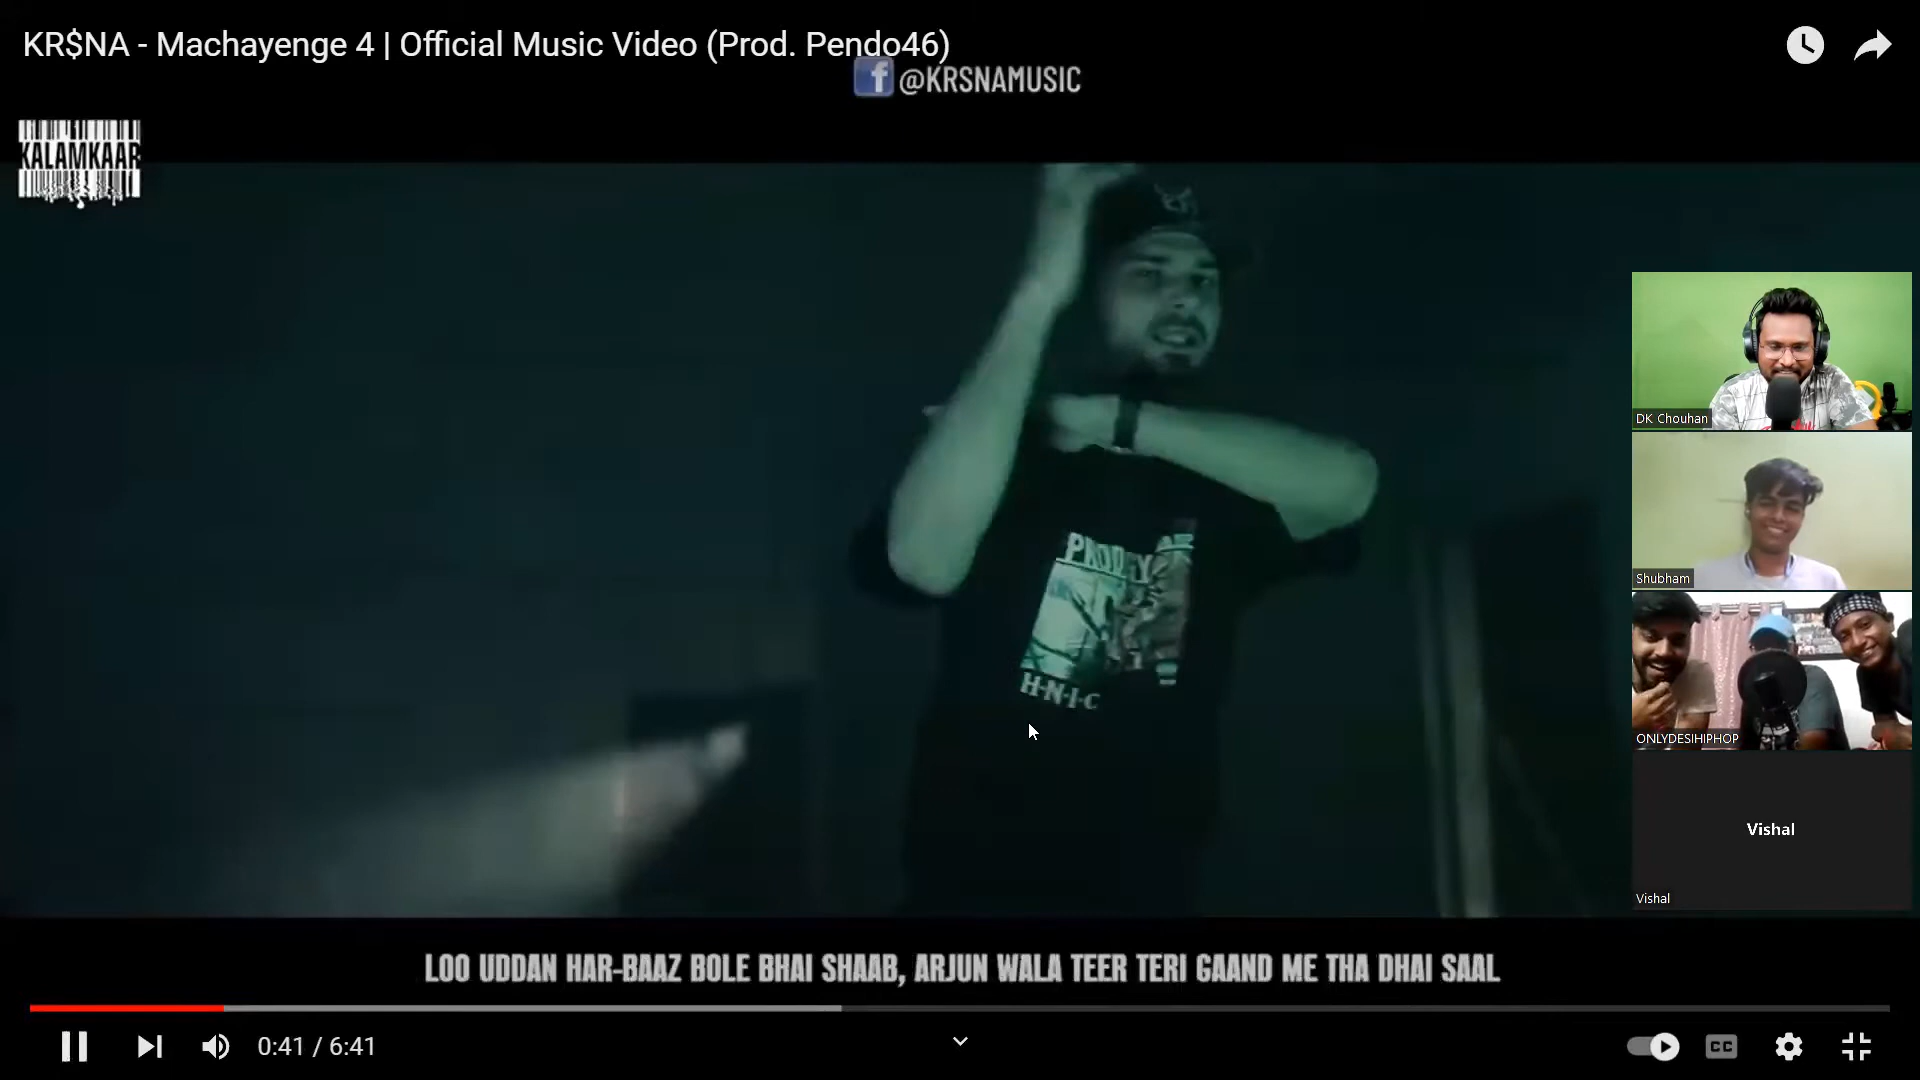 KR$NA - Machayenge 4 | Official Music Video (Prod. Pendo46)
f @KRSNAMUSIC
KALAMKAAR
PRODIGY
H·N·I·C
DK Chouhan
Shubham
ONLYDESIHIPHOP
Vishal
Vishal
LOO UDDAN HAR-BAAZ BOLE BHAI SHAAB, ARJUN WALA TEER TERI GAAND ME THA DHAI SAAL
0:41 / 6:41
CC